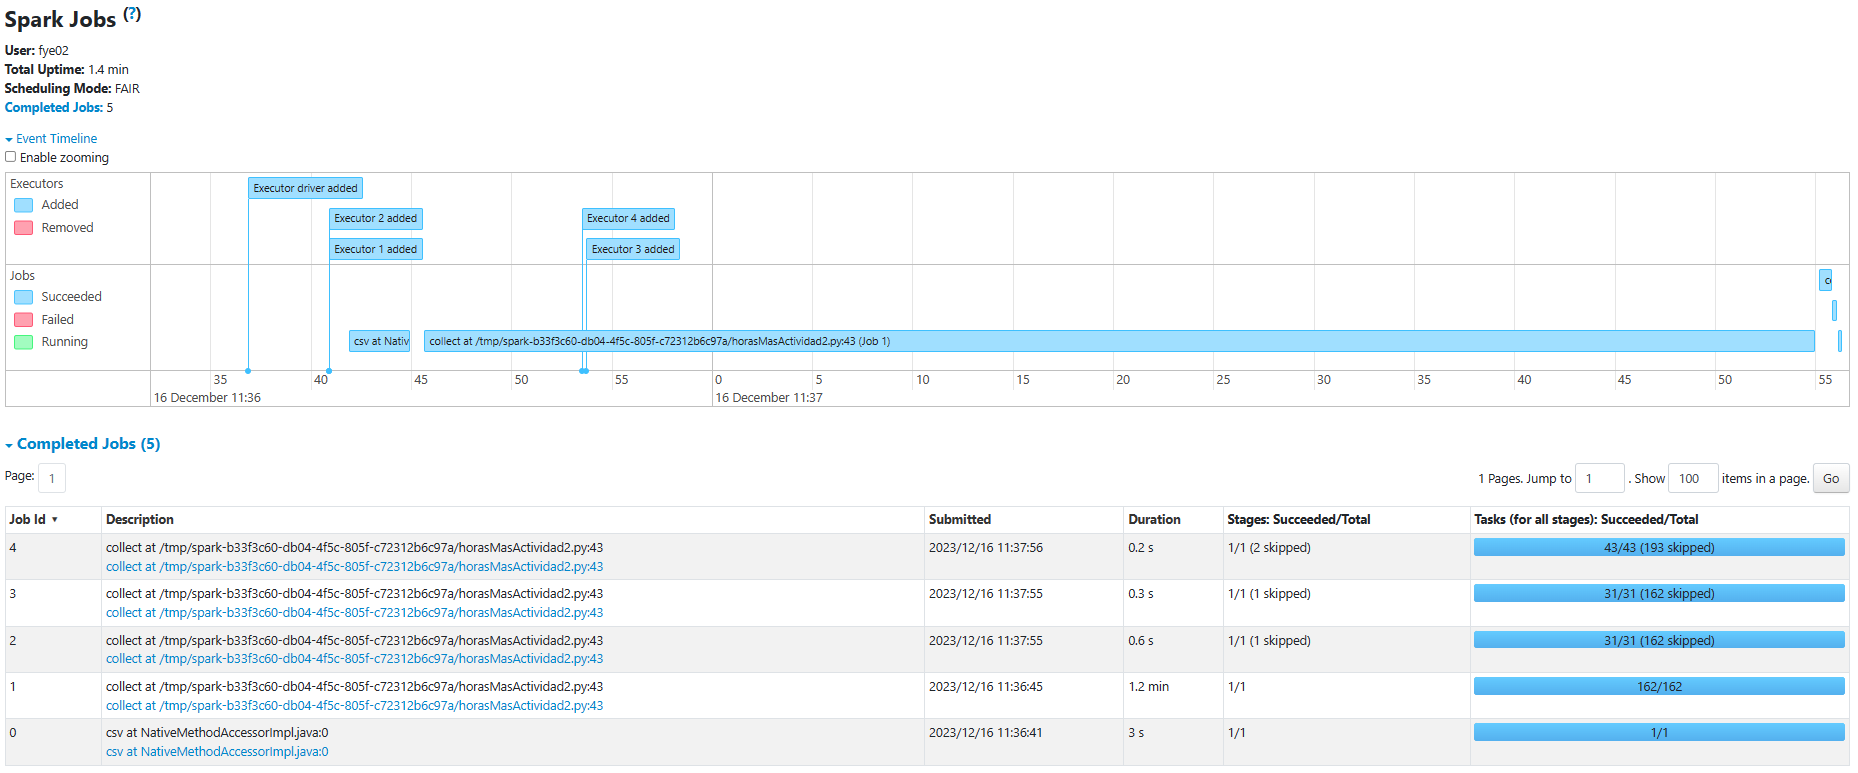 Spark Jobs (?)
User: fye02
Total Uptime: 1.4 min
Scheduling Mode: FAIR
Completed Jobs: 5
Event Timeline
Enable zooming
Executors
Added
Removed
Executor driver added
Executor 2 added
Executor 4 added
Executor 1 added
Executor 3 added
Jobs
Succeeded
Failed
Running
csv at Nativ
collect at /tmp/spark-b33f3c60-db04-4f5c-805f-c72312b6c97a/horasMasActividad2.py:43 (Job 1)
35 40 45 50 55 0 5 10 15 20 25 30 35 40 45 50 55
16 December 11:36 16 December 11:37
Completed Jobs (5)
Page: 1
1 Pages. Jump to 1 . Show 100 items in a page. Go
Job Id ▾ Description Submitted Duration Stages: Succeeded/Total Tasks (for all stages): Succeeded/Total
4 collect at /tmp/spark-b33f3c60-db04-4f5c-805f-c72312b6c97a/horasMasActividad2.py:43 2023/12/16 11:37:56 0.2 s 1/1 (2 skipped) 43/43 (193 skipped)
collect at /tmp/spark-b33f3c60-db04-4f5c-805f-c72312b6c97a/horasMasActividad2.py:43
3 collect at /tmp/spark-b33f3c60-db04-4f5c-805f-c72312b6c97a/horasMasActividad2.py:43 2023/12/16 11:37:55 0.3 s 1/1 (1 skipped) 31/31 (162 skipped)
collect at /tmp/spark-b33f3c60-db04-4f5c-805f-c72312b6c97a/horasMasActividad2.py:43
2 collect at /tmp/spark-b33f3c60-db04-4f5c-805f-c72312b6c97a/horasMasActividad2.py:43 2023/12/16 11:37:55 0.6 s 1/1 (1 skipped) 31/31 (162 skipped)
collect at /tmp/spark-b33f3c60-db04-4f5c-805f-c72312b6c97a/horasMasActividad2.py:43
1 collect at /tmp/spark-b33f3c60-db04-4f5c-805f-c72312b6c97a/horasMasActividad2.py:43 2023/12/16 11:36:45 1.2 min 1/1 162/162
collect at /tmp/spark-b33f3c60-db04-4f5c-805f-c72312b6c97a/horasMasActividad2.py:43
0 csv at NativeMethodAccessorImpl.java:0 2023/12/16 11:36:41 3 s 1/1 1/1
csv at NativeMethodAccessorImpl.java:0